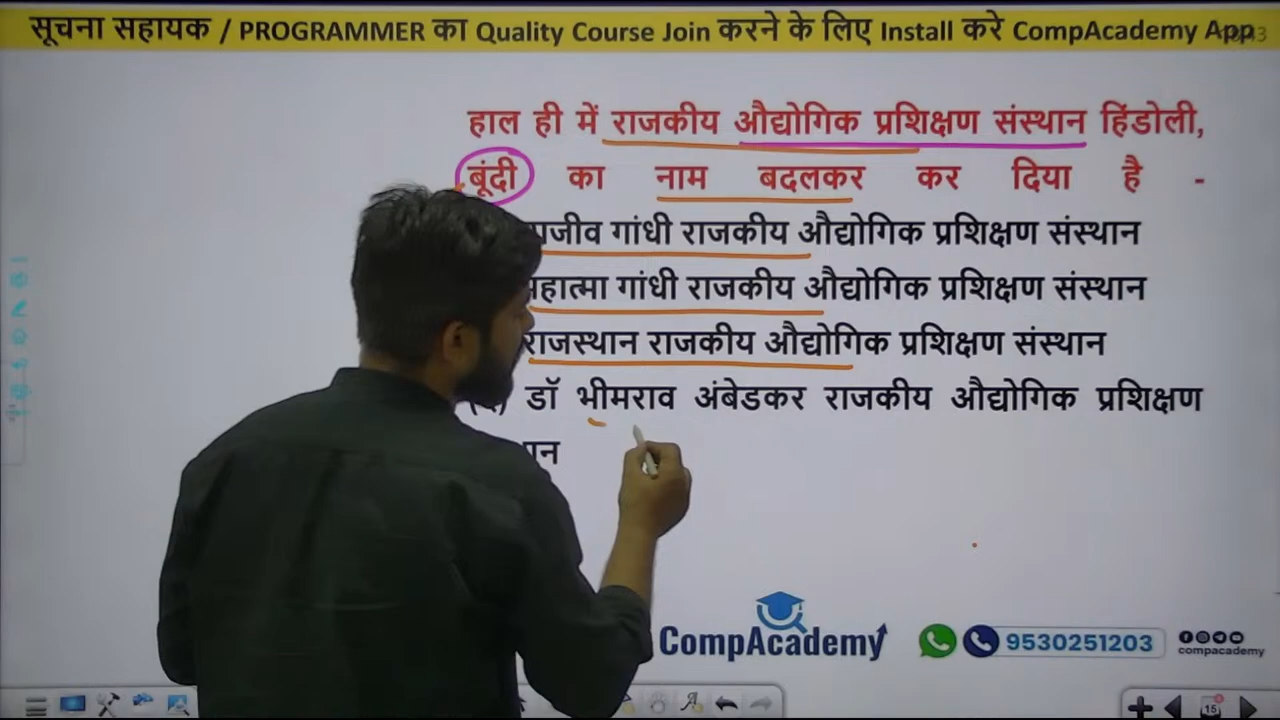 सूचना सहायक / PROGRAMMER का Quality Course Join करने के लिए Install करे CompAcademy App
हाल ही में राजकीय औद्योगिक प्रशिक्षण संस्थान हिंडोली,
बूंदी का नाम बदलकर कर दिया है -
गांधी राजकीय औद्योगिक प्रशिक्षण संस्थान
गांधी राजकीय औद्योगिक प्रशिक्षण संस्थान
राजस्थान राजकीय औद्योगिक प्रशिक्षण संस्थान
डॉ भीमराव अंबेडकर राजकीय औद्योगिक प्रशिक्षण
CompAcademy
9530251203
compacademy
15